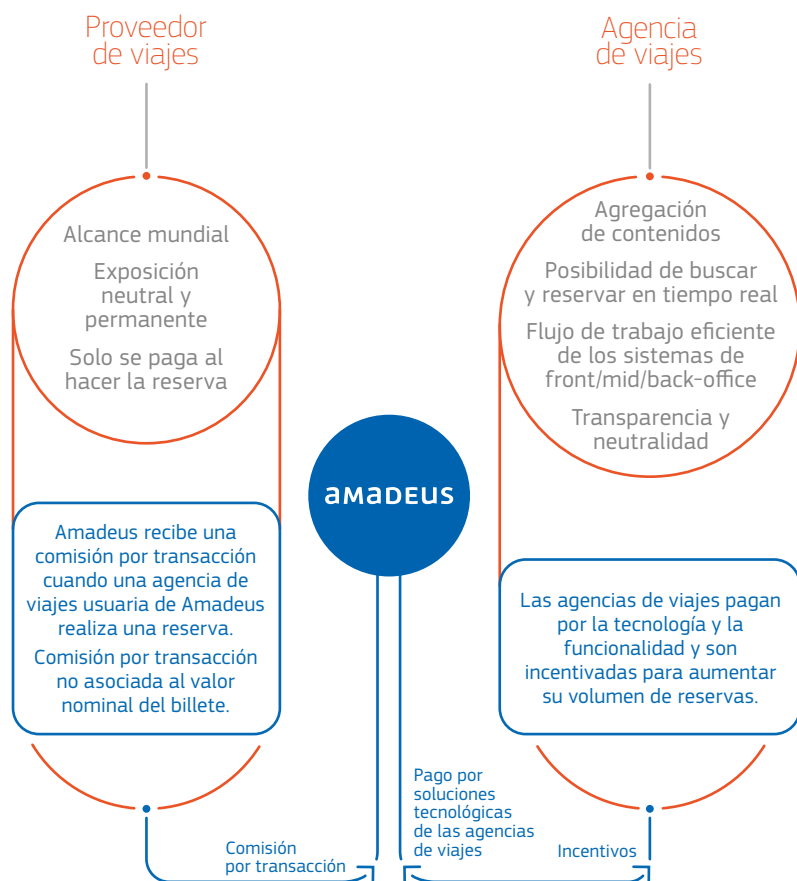 Proveedor
de viajes
Alcance mundial
Exposición
neutral y
permanente
Solo se paga al
hacer la reserva
Amadeus recibe una
comisión por transacción
cuando una agencia de
viajes usuaria de Amadeus
realiza una reserva.
Comisión por transacción
no asociada al valor
nominal del billete.
Comisión
por transacción
amadeus
Pago por
soluciones
tecnológicas
de las agencias
de viajes
Agencia
de viajes
Agregación
de contenidos
Posibilidad de buscar
y reservar en tiempo real
Flujo de trabajo eficiente
de los sistemas de
front/mid/back-office
Transparencia y
neutralidad
Las agencias de viajes pagan
por la tecnología y la
funcionalidad y son
incentivadas para aumentar
su volumen de reservas.
Incentivos